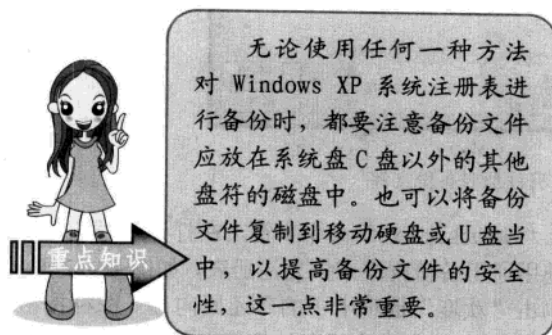 无论使用任何一种方法
对 Windows XP 系统注册表进
行备份时，都要注意备份文件
应放在系统盘C盘以外的其他
盘符的磁盘中。也可以将备份
文件复制到移动硬盘或U盘当
中，以提高备份文件的安全
性，这一点非常重要。
重点知识